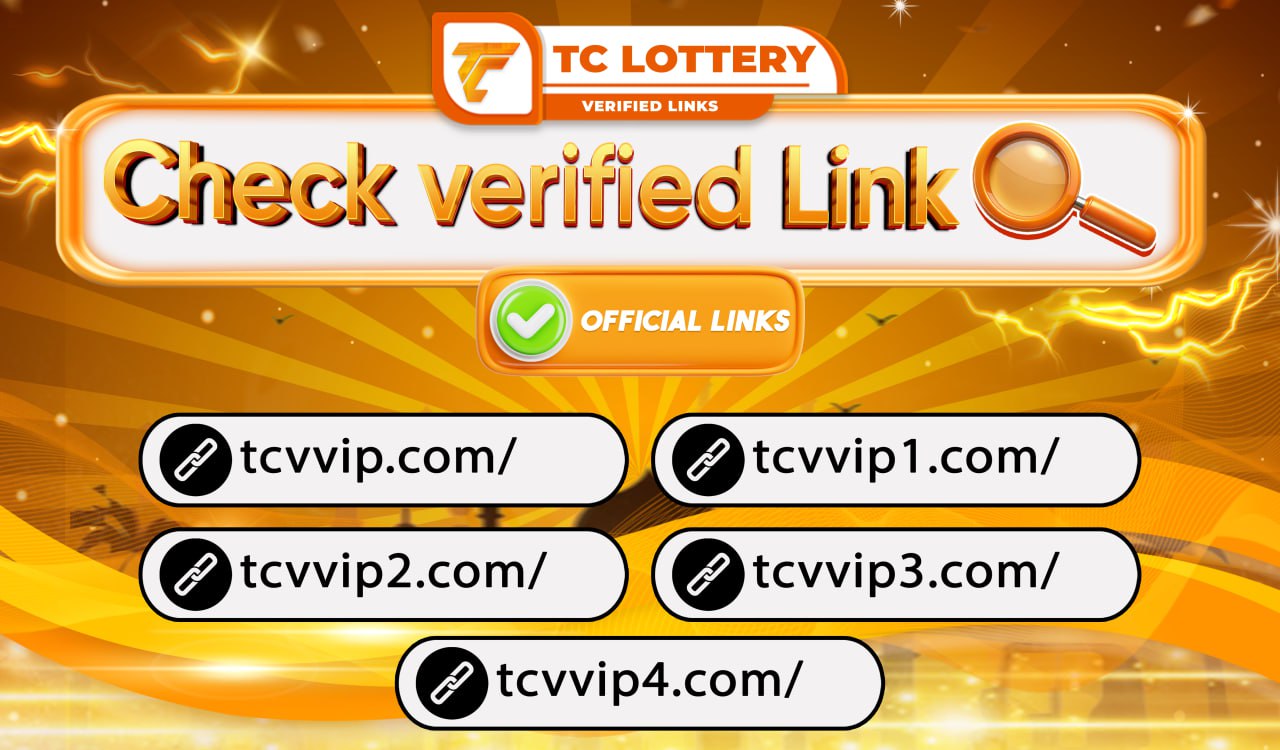 TC LOTTERY
VERIFIED LINKS
Check verified Link
OFFICIAL LINKS
tcvvip.com/
tcvvip1.com/
tcvvip2.com/
tcvvip3.com/
tcvvip4.com/